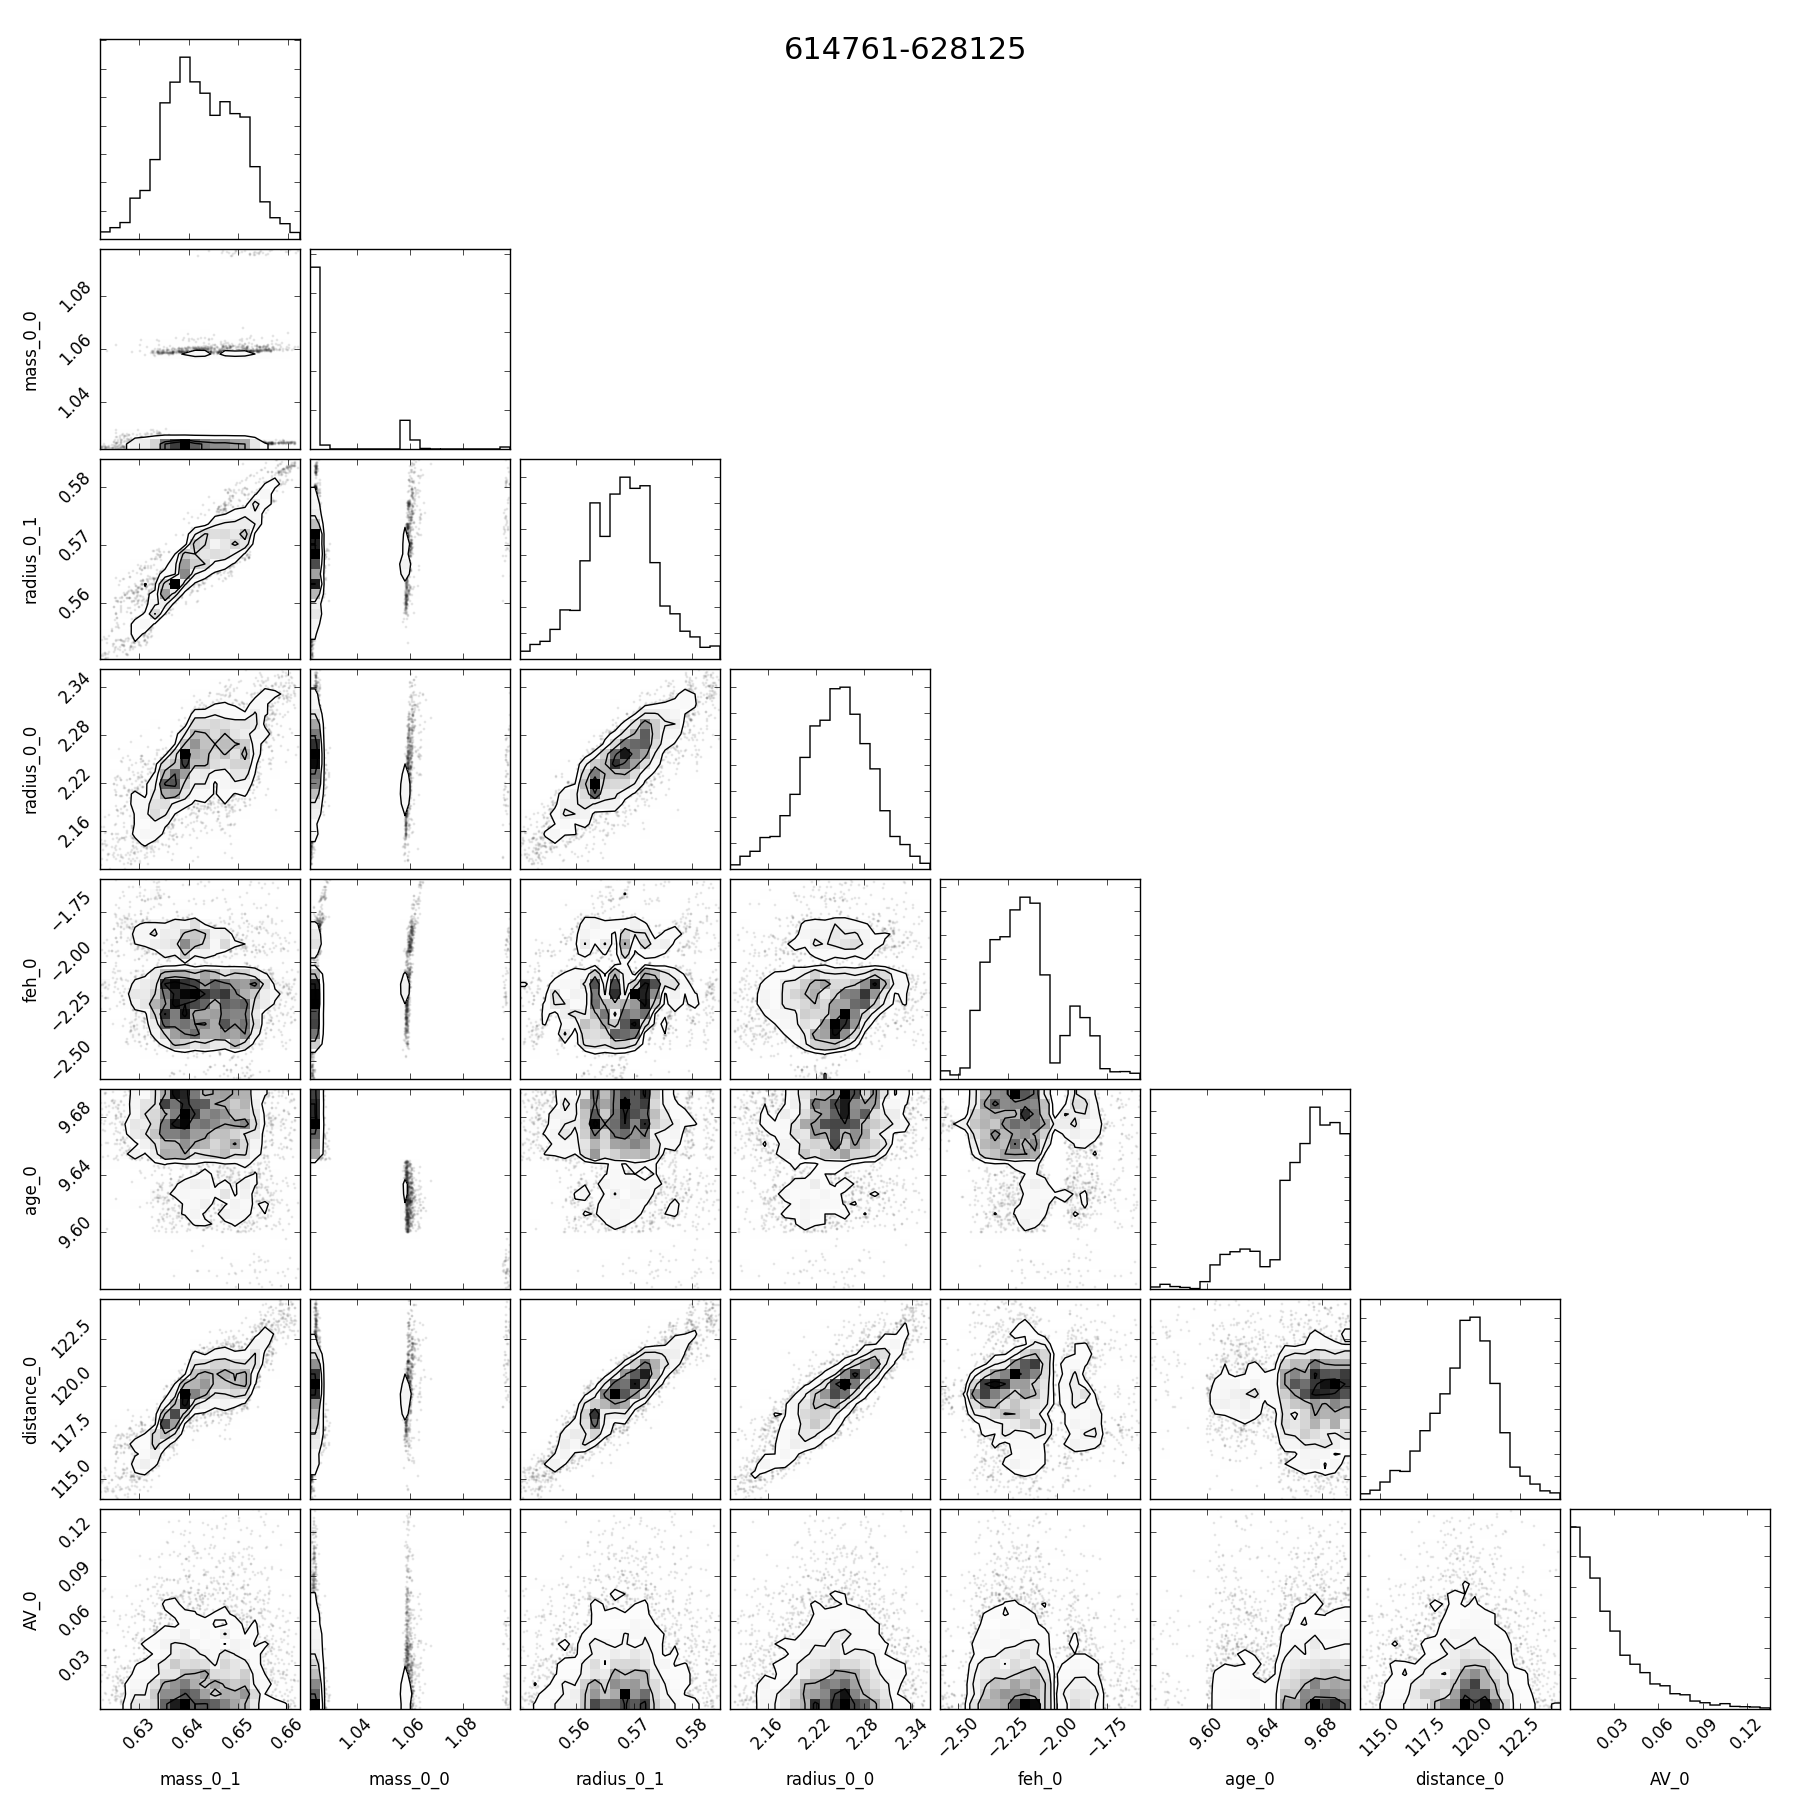 614761-628125
mass_0_0
1.08
1.06
1.04
radius_0_1
0.58
0.57
0.56
radius_0_0
2.34
2.28
2.22
2.16
feh_0
−1.75
−2.00
−2.25
−2.50
age_0
9.68
9.64
9.60
distance_0
122.5
120.0
117.5
115.0
AV_0
0.12
0.09
0.06
0.03
0.63 0.64 0.65 0.66 1.04 1.06 1.08 0.56 0.57 0.58 2.16 2.22 2.28 2.34 −2.50 −2.25 −2.00 −1.75 9.60 9.64 9.68 115.0 117.5 120.0 122.5 0.03 0.06 0.09 0.12
mass_0_1 mass_0_0 radius_0_1 radius_0_0 feh_0 age_0 distance_0 AV_0